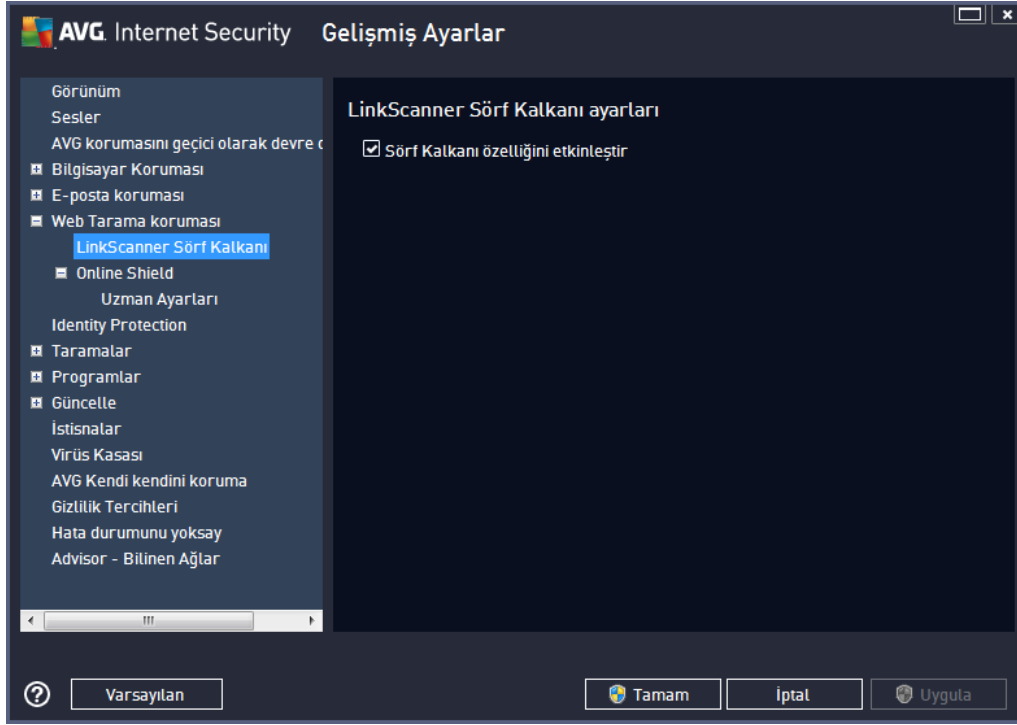 AVG. Internet Security Gelişmiş Ayarlar
Görünüm
Sesler
AVG korumasını geçici olarak devre
Bilgisayar Koruması
E-posta koruması
Web Tarama koruması
LinkScanner Sörf Kalkanı
Online Shield
Uzman Ayarları
Identity Protection
Taramalar
Programlar
Güncelle
İstisnalar
Virüs Kasası
AVG Kendi kendini koruma
Gizlilik Tercihleri
Hata durumunu yoksay
Advisor - Bilinen Ağlar
LinkScanner Sörf Kalkanı ayarları
Sörf Kalkanı özelliğini etkinleştir
? Varsayılan
Tamam
İptal
Uygula